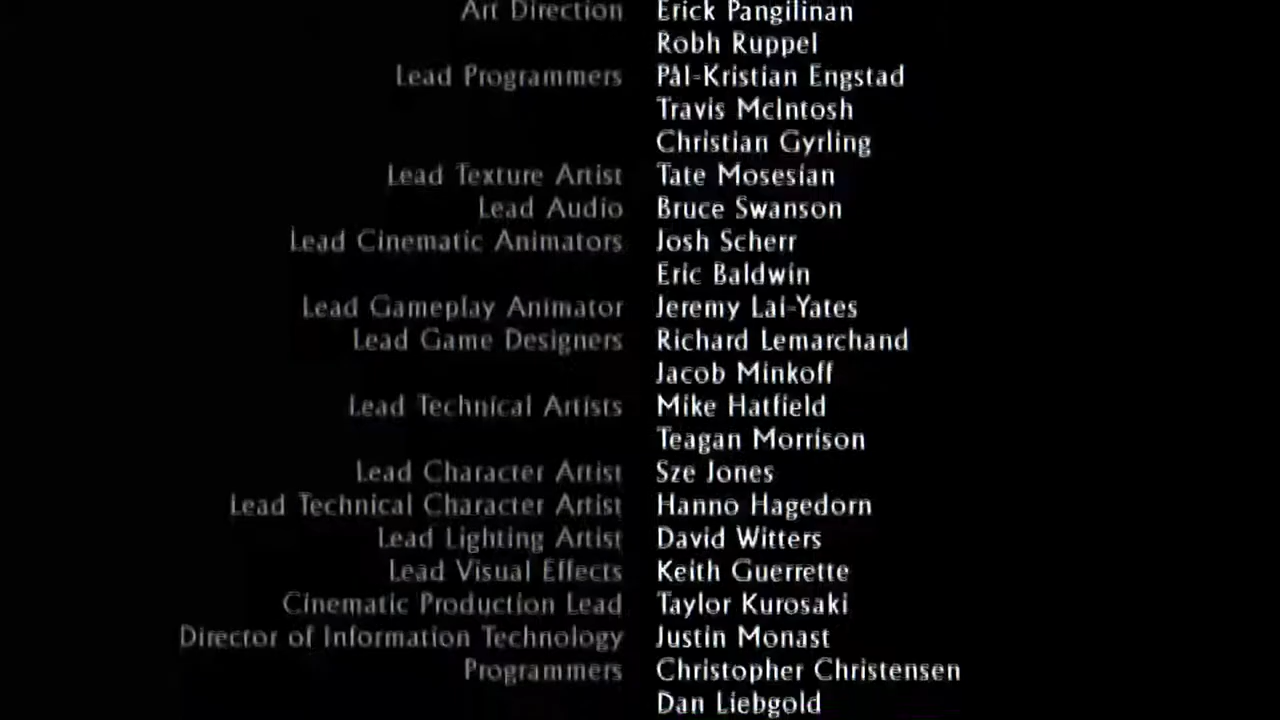 Art Direction Erick Pangilinan
Robh Ruppel
Lead Programmers Pål-Kristian Engstad
Travis McIntosh
Christian Gyrling
Lead Texture Artist Tate Mosesian
Lead Audio Bruce Swanson
Lead Cinematic Animators Josh Scherr
Eric Baldwin
Lead Gameplay Animator Jeremy Lai-Yates
Lead Game Designers Richard Lemarchand
Jacob Minkoff
Lead Technical Artists Mike Hatfield
Teagan Morrison
Lead Character Artist Sze Jones
Lead Technical Character Artist Hanno Hagedorn
Lead Lighting Artist David Witters
Lead Visual Effects Keith Guerrette
Cinematic Production Lead Taylor Kurosaki
Director of Information Technology Justin Monast
Programmers Christopher Christensen
Dan Liebgold